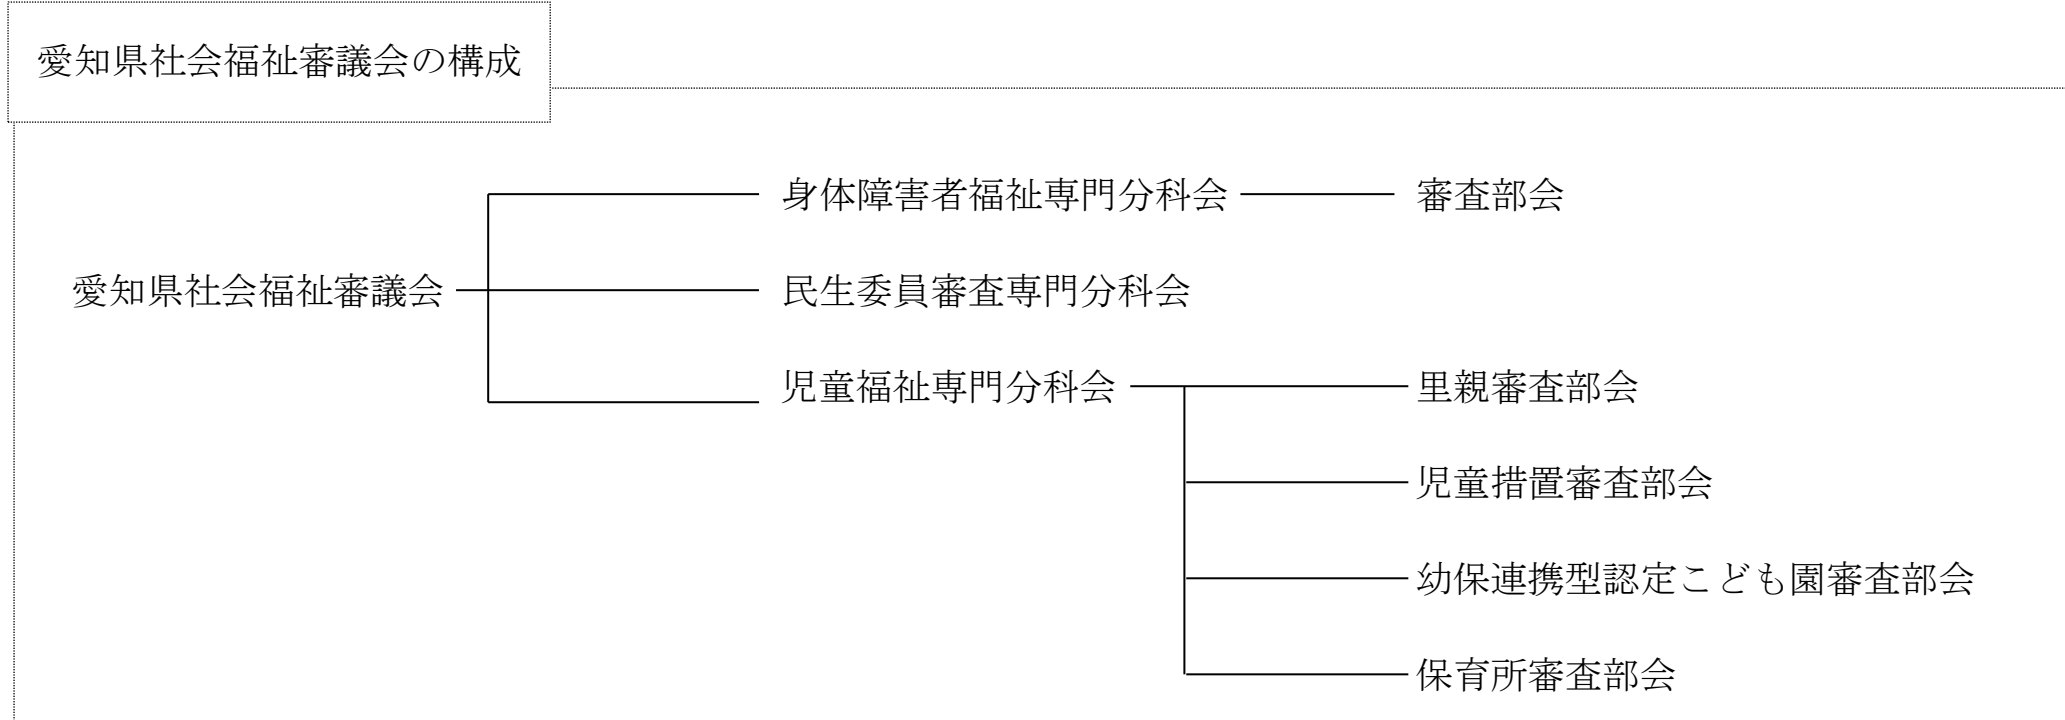 愛知県社会福祉審議会の構成
身体障害者福祉専門分科会 審査部会
愛知県社会福祉審議会 民生委員審査専門分科会
児童福祉専門分科会 里親審査部会
児童措置審査部会
幼保連携型認定こども園審査部会
保育所審査部会